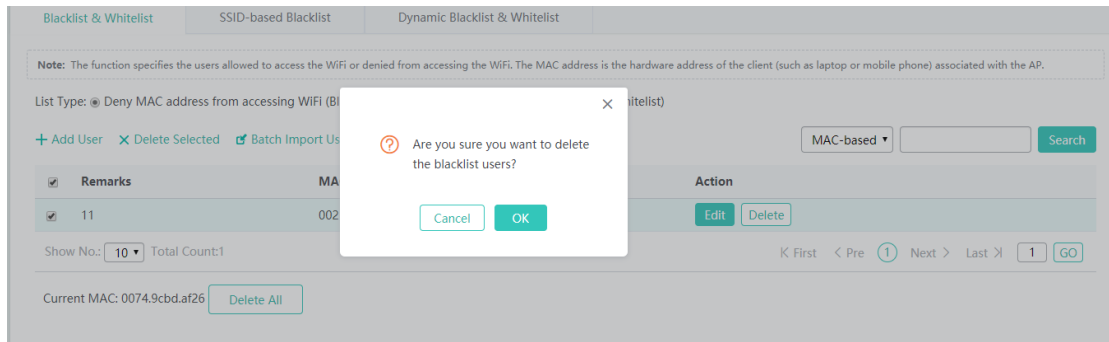 Blacklist & Whitelist SSID-based Blacklist Dynamic Blacklist & Whitelist
Note: The function specifies the users allowed to access the WiFi or denied from accessing the WiFi. The MAC address is the hardware address of the client (such as laptop or mobile phone) associated with the AP.
List Type: Deny MAC address from accessing WiFi (Bl hitelist)
Add User Delete Selected Batch Import Us MAC-based Search
Are you sure you want to delete
the blacklist users?
Cancel OK
Remarks MA Action
11 002 Edit Delete
Show No.: 10 Total Count:1 First Pre 1 Next Last 1 GO
Current MAC: 0074.9cbd.af26 Delete All